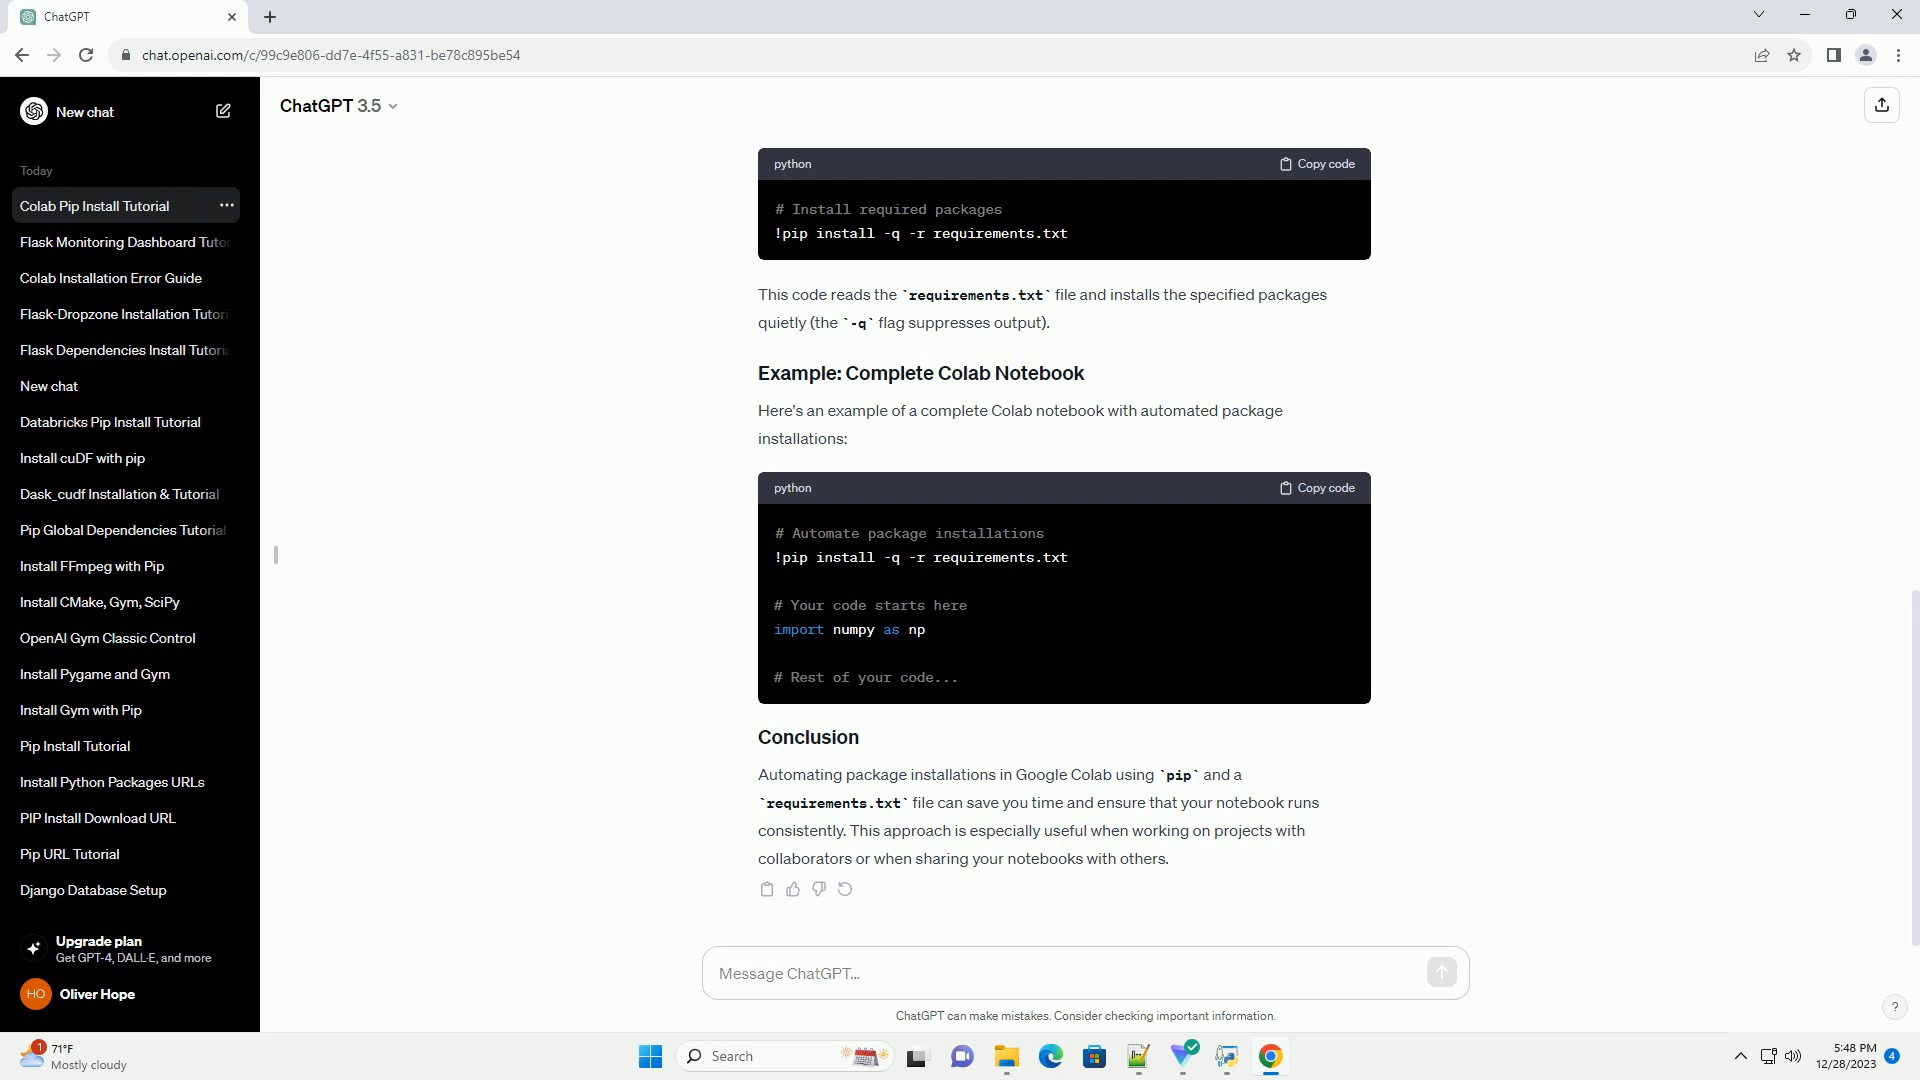 ChatGPT
chat.openai.com/c/99c9e806-dd7e-4f55-a831-be78c895be54
New chat
Today
Colab Pip Install Tutorial
Flask Monitoring Dashboard Tutor
Colab Installation Error Guide
Flask-Dropzone Installation Tutori
Flask Dependencies Install Tutoria
New chat
Databricks Pip Install Tutorial
Install cuDF with pip
Dask_cudf Installation & Tutorial
Pip Global Dependencies Tutorial
Install FFmpeg with Pip
Install CMake, Gym, SciPy
OpenAI Gym Classic Control
Install Pygame and Gym
Install Gym with Pip
Pip Install Tutorial
Install Python Packages URLs
PIP Install Download URL
Pip URL Tutorial
Django Database Setup
Upgrade plan
Get GPT-4, DALL·E, and more
HO Oliver Hope
ChatGPT 3.5
python Copy code
# Install required packages
!pip install -q -r requirements.txt
This code reads the `requirements.txt` file and installs the specified packages
quietly (the `-q` flag suppresses output).
Example: Complete Colab Notebook
Here's an example of a complete Colab notebook with automated package
installations:
python Copy code
# Automate package installations
!pip install -q -r requirements.txt
# Your code starts here
import numpy as np
# Rest of your code...
Conclusion
Automating package installations in Google Colab using `pip` and a
`requirements.txt` file can save you time and ensure that your notebook runs
consistently. This approach is especially useful when working on projects with
collaborators or when sharing your notebooks with others.
Message ChatGPT...
ChatGPT can make mistakes. Consider checking important information.
?
1
71°F
Mostly cloudy
Search
5:48 PM
12/28/2023
4